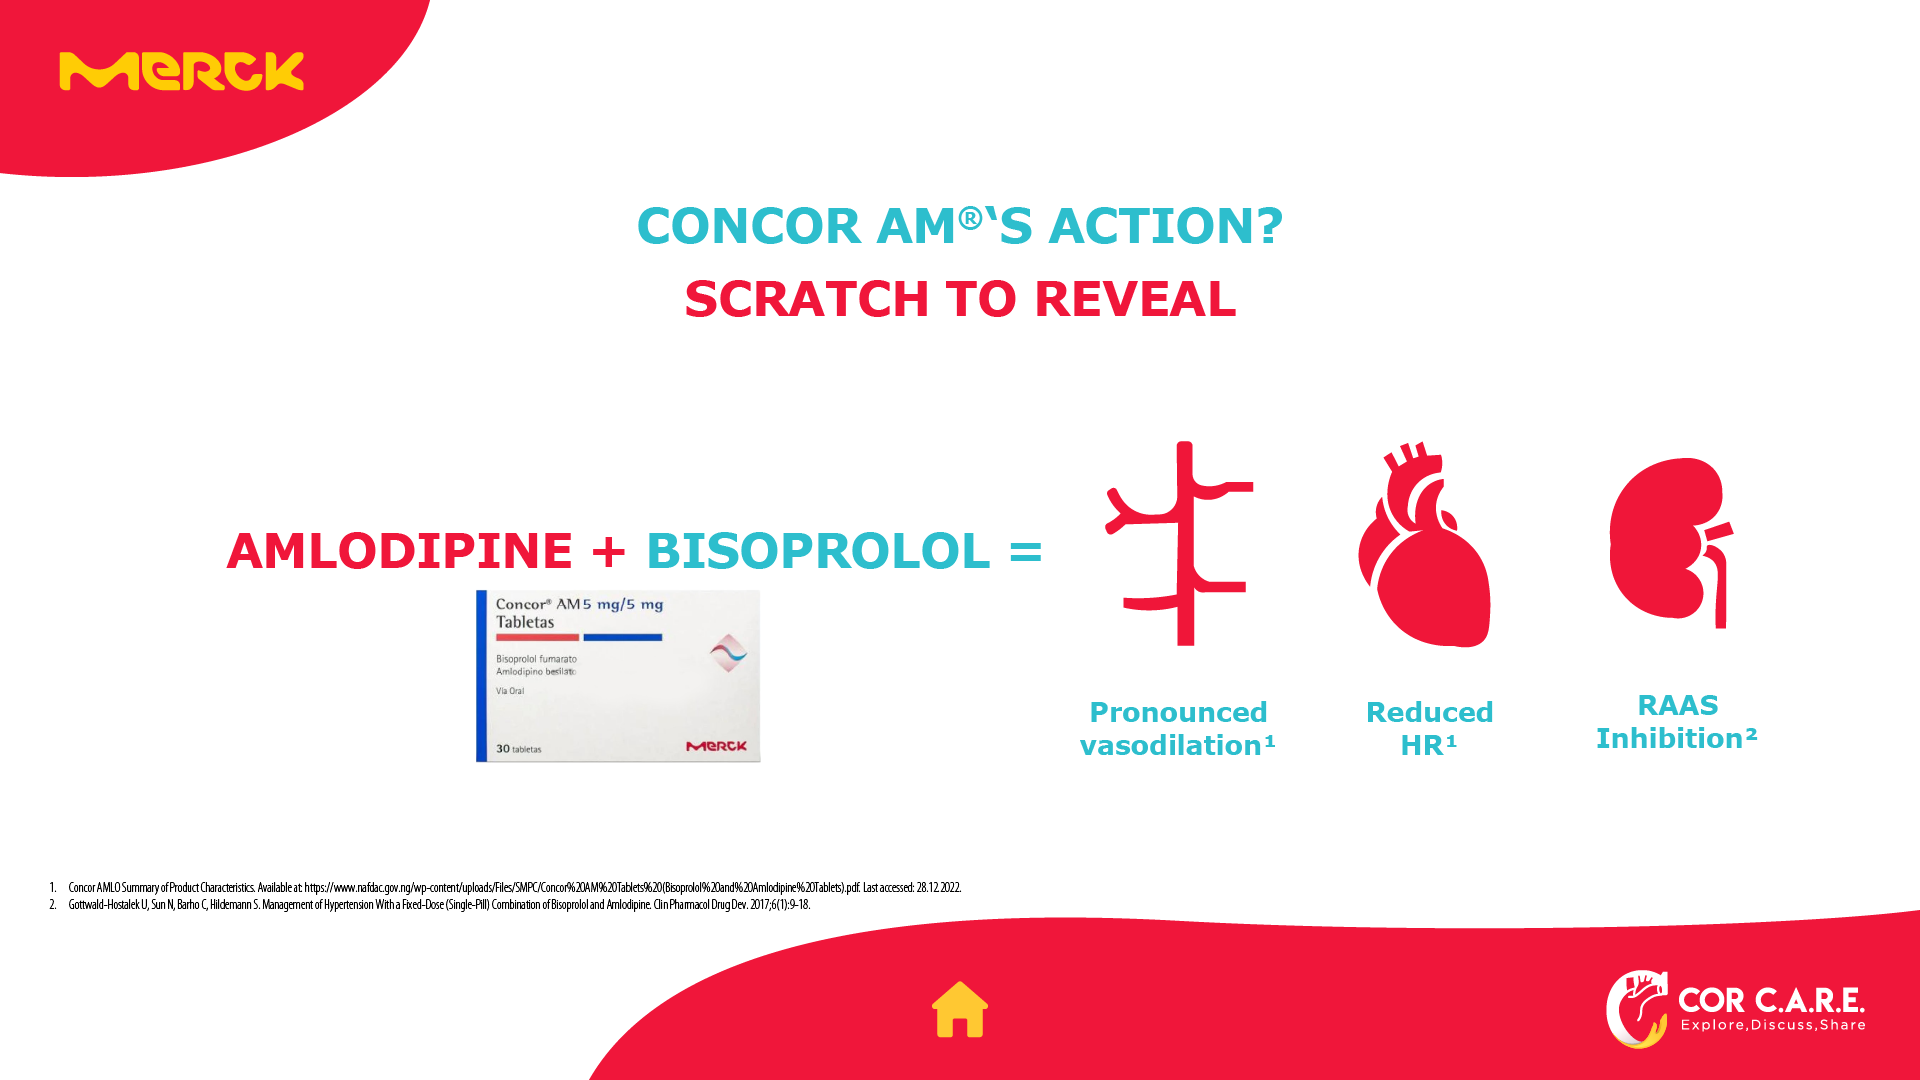 MERCK
CONCOR AM®‘S ACTION?
SCRATCH TO REVEAL
AMLODIPINE + BISOPROLOL =
Concor® AM 5 mg/5 mg
Tabletas
Bisoprolol fumarato
Amlodipino besilato
Vía Oral
30 tabletas
MERCK
Pronounced
vasodilation¹
Reduced
HR¹
RAAS
Inhibition²
1. Concor AMLO Summary of Product Characteristics. Available at: https://www.nafdac.gov.ng/wp-content/uploads/Files/SMPC/Concor%20AM%20Tablets%20(Bisoprolol%20and%20Amlodipine%20Tablets).pdf. Last accessed: 28.12.2022.
2. Gottwald-Hostalek U, Sun N, Barho C, Hildemann S. Management of Hypertension With a Fixed-Dose (Single-Pill) Combination of Bisoprolol and Amlodipine. Clin Pharmacol Drug Dev. 2017;6(1):9-18.
COR C.A.R.E.
Explore,Discuss,Share